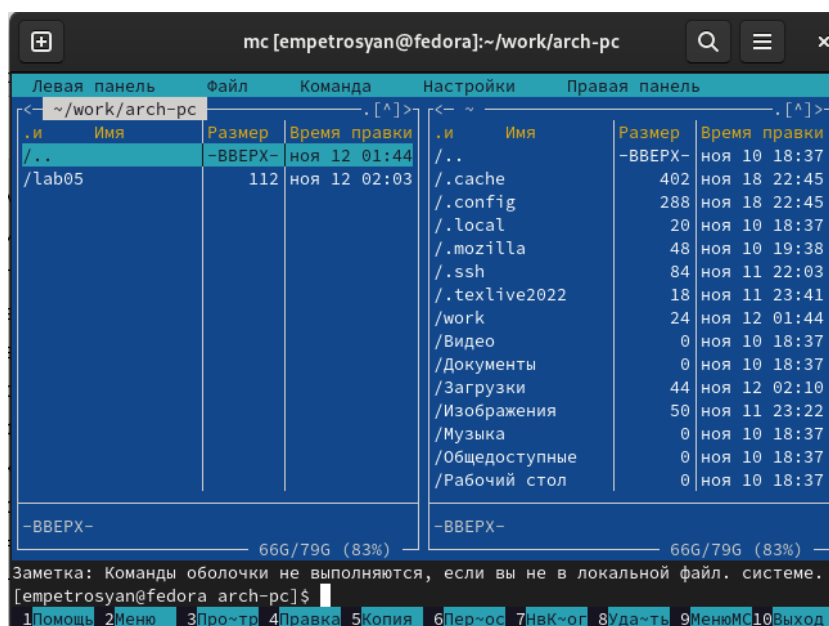 mc [empetrosyan@fedora]:~/work/arch-pc
Левая панель Файл Команда Настройки Правая панель
<— ~/work/arch-pc .[^]>
.и Имя Размер Время правки
/.. -ВВЕРХ- ноя 12 01:44
/lab05 112 ноя 12 02:03
-ВВЕРХ-
66G/79G (83%)
<— ~ .[^]>
.и Имя Размер Время правки
/.. -ВВЕРХ- ноя 10 18:37
/.cache 402 ноя 18 22:45
/.config 288 ноя 18 22:45
/.local 20 ноя 10 18:37
/.mozilla 48 ноя 10 19:38
/.ssh 84 ноя 11 22:03
/.texlive2022 18 ноя 11 23:41
/work 24 ноя 12 01:44
/Видео 0 ноя 10 18:37
/Документы 0 ноя 10 18:37
/Загрузки 44 ноя 12 02:10
/Изображения 50 ноя 11 23:22
/Музыка 0 ноя 10 18:37
/Общедоступные 0 ноя 10 18:37
/Рабочий стол 0 ноя 10 18:37
-ВВЕРХ-
66G/79G (83%)
Заметка: Команды оболочки не выполняются, если вы не в локальной файл. системе.
[empetrosyan@fedora arch-pc]$
1Помощь 2Меню 3Про~тр 4Правка 5Копия 6Пер~ос 7НвК~ог 8Уда~ть 9МенюМС 10Выход